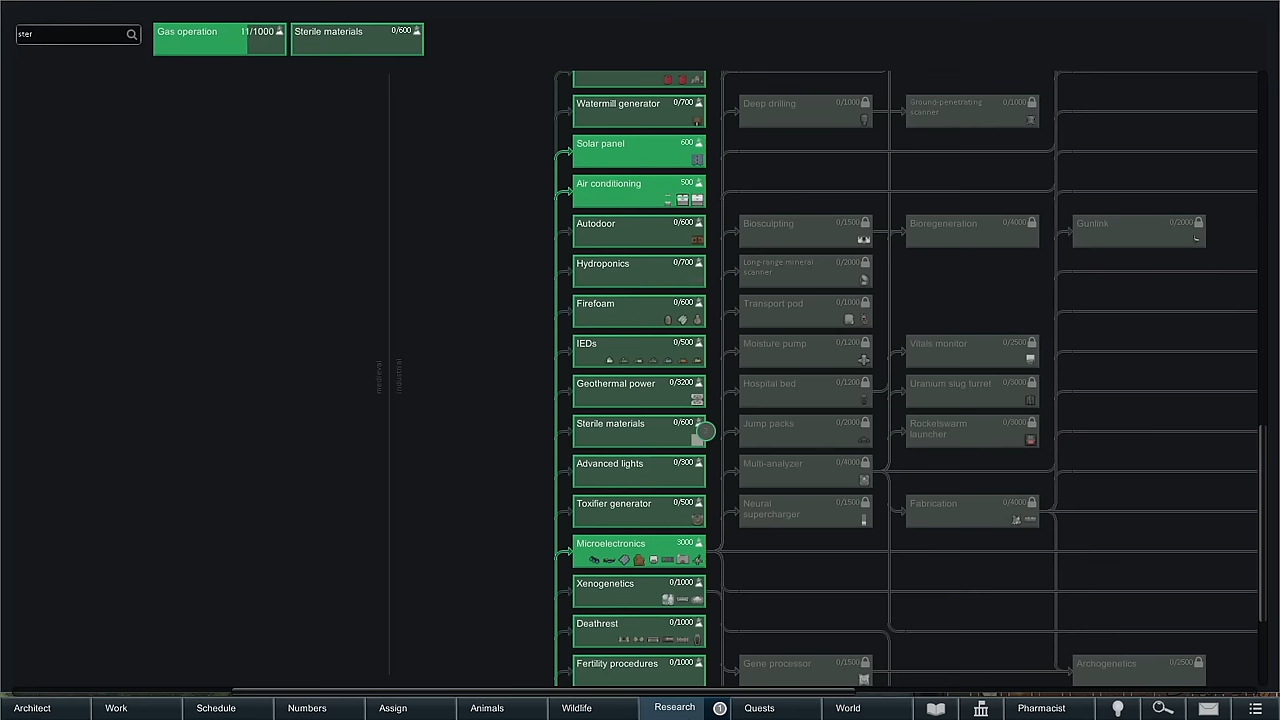 ster
Gas operation 11/1000
Sterile materials 0/600
Watermill generator 0/700
Deep drilling 0/1000
Ground-penetrating scanner 0/1000
Solar panel 600
Air conditioning 500
Autodoor 0/600
Biosculpting 0/1500
Bioregeneration 0/4000
Gunlink 0/2000
Hydroponics 0/700
Long-range mineral scanner 0/2000
Firefoam 0/600
Transport pod 0/1000
medieval
industrial
IEDs 0/500
Moisture pump 0/1200
Vitals monitor 0/2500
Geothermal power 0/3200
Hospital bed 0/1200
Uranium slug turret 0/3000
Sterile materials 0/600
Jump packs 0/2000
Rocketswarm launcher 0/3000
Advanced lights 0/300
Multi-analyzer 0/4000
Toxifier generator 0/500
Neural supercharger 0/1500
Fabrication 0/4000
Microelectronics 3000
Xenogenetics 0/1000
Deathrest 0/1000
Fertility procedures 0/1000
Gene processor 0/1500
Archogenetics 0/2500
Architect
Work
Schedule
Numbers
Assign
Animals
Wildlife
Research
1
Quests
World
Pharmacist